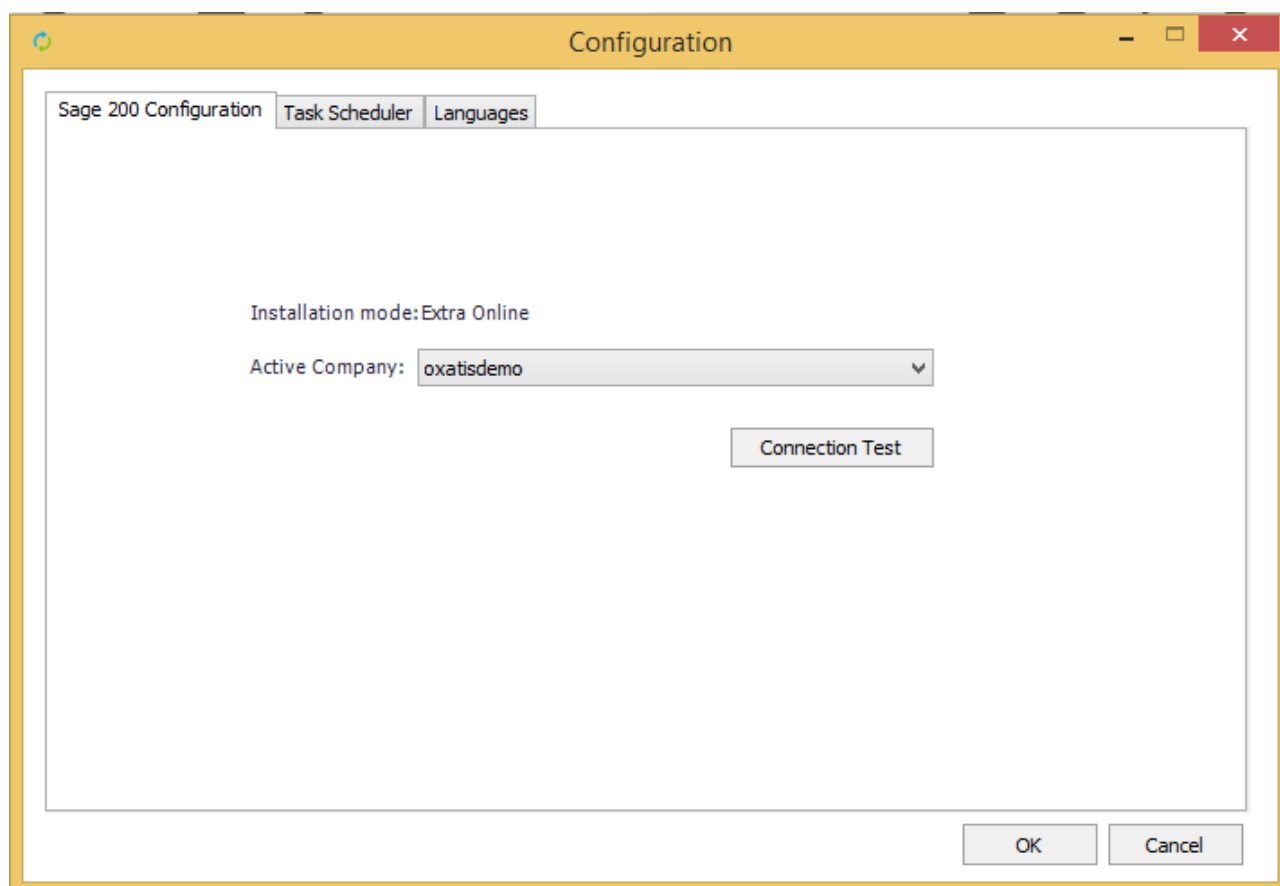 Configuration
Sage 200 Configuration Task Scheduler Languages
Installation mode:Extra Online
Active Company: oxatisdemo
Connection Test
OK Cancel